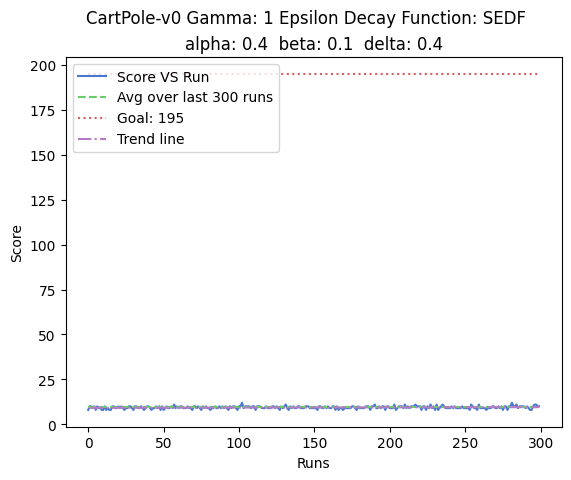 CartPole-v0 Gamma: 1 Epsilon Decay Function: SEDF
alpha: 0.4 beta: 0.1 delta: 0.4
Score VS Run
Avg over last 300 runs
Goal: 195
Trend line
200
175
150
125
100
75
50
25
0
Score
0 50 100 150 200 250 300
Runs